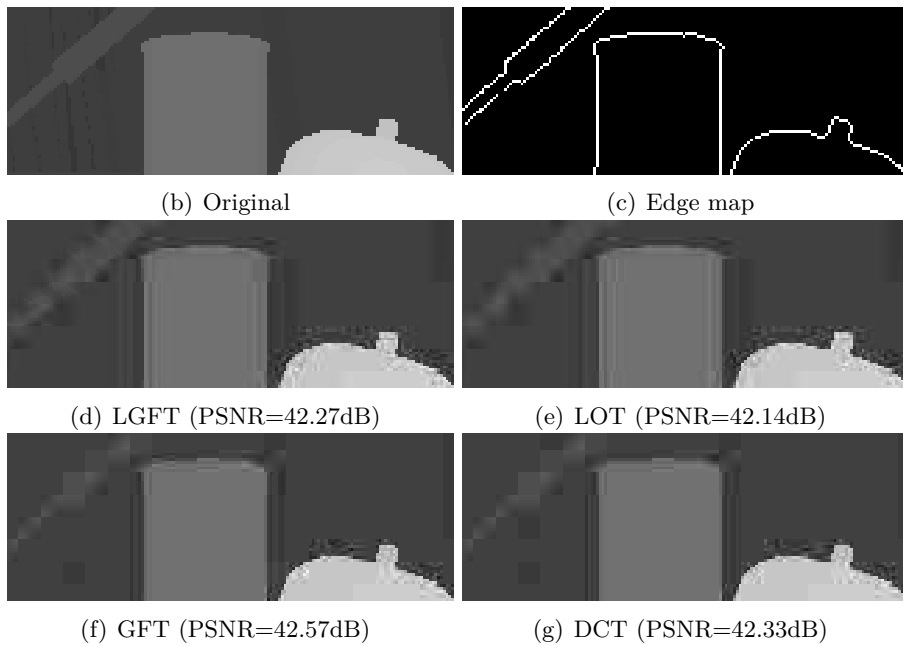 (b) Original
(c) Edge map
(d) LGFT (PSNR=42.27dB)
(e) LOT (PSNR=42.14dB)
(f) GFT (PSNR=42.57dB)
(g) DCT (PSNR=42.33dB)